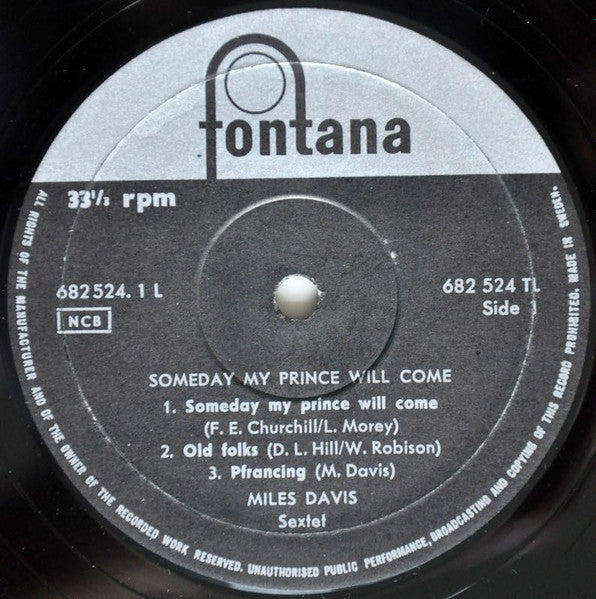 fontana
33⅓ rpm
682 524. 1 L
682 524 TL
NCB
Side
SOMEDAY MY PRINCE WILL COME
1. Someday my prince will come
(F. E. Churchill/L. Morey)
2. Old folks (D. L. Hill/W. Robison)
3. Pfrancing (M. Davis)
MILES DAVIS
Sextet
ALL RIGHTS OF THE MANUFACTURER AND OF THE OWNER OF THE RECORDED WORK RESERVED. UNAUTHORISED PUBLIC PERFORMANCE, BROADCASTING AND COPYING OF THIS RECORD PROHIBITED. MADE IN SWEDEN.